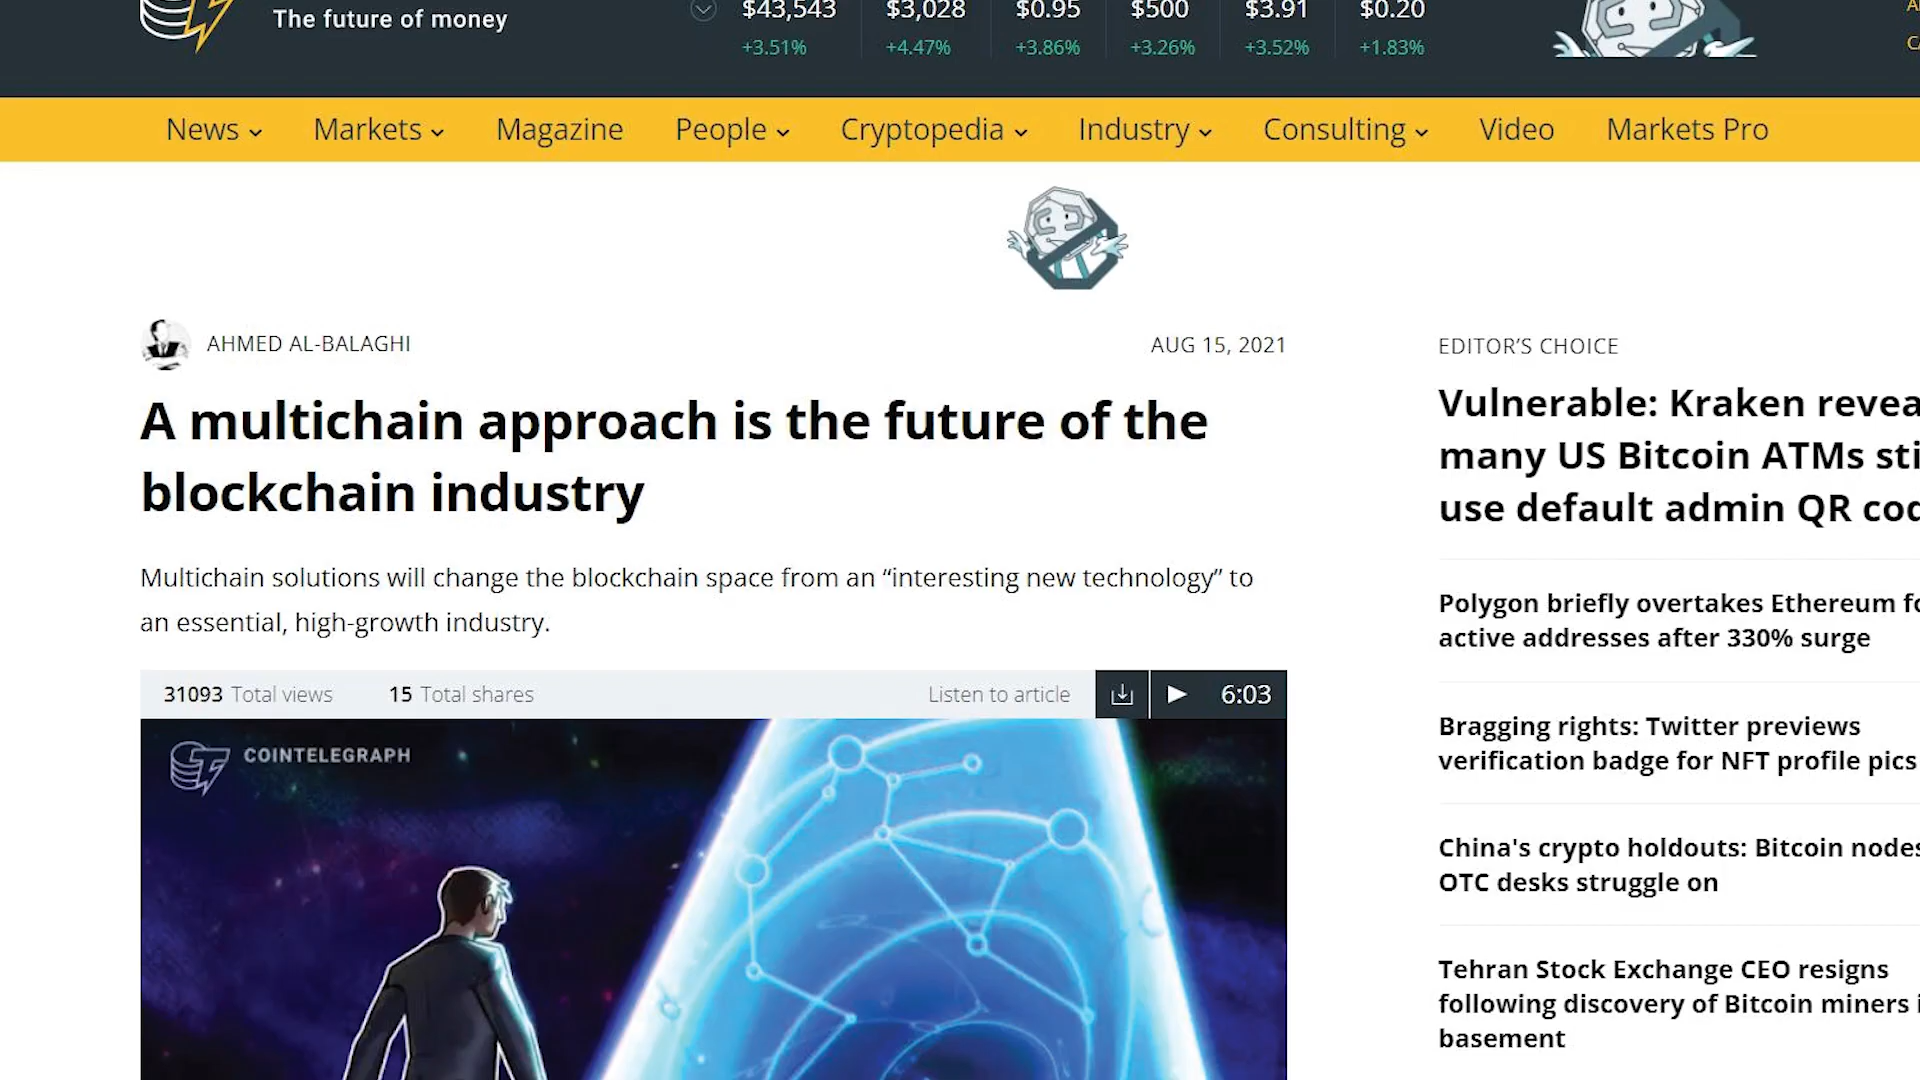 The future of money
$43,543 $3,028 $0.95 $500 $3.91 $0.20
+3.51% +4.47% +3.86% +3.26% +3.52% +1.83%
News Markets Magazine People Cryptopedia Industry Consulting Video Markets Pro
AHMED AL-BALAGHI
AUG 15, 2021
A multichain approach is the future of the
blockchain industry
Multichain solutions will change the blockchain space from an “interesting new technology” to
an essential, high-growth industry.
31093 Total views 15 Total shares Listen to article 6:03
COINTELEGRAPH
EDITOR’S CHOICE
Vulnerable: Kraken
many US Bitcoin ATMs
use default admin QR
Polygon briefly overtakes Ethereum
active addresses after 330% surge
Bragging rights: Twitter previews
verification badge for NFT profile pics
China's crypto holdouts: Bitcoin nodes
OTC desks struggle on
Tehran Stock Exchange CEO resigns
following discovery of Bitcoin miners
basement